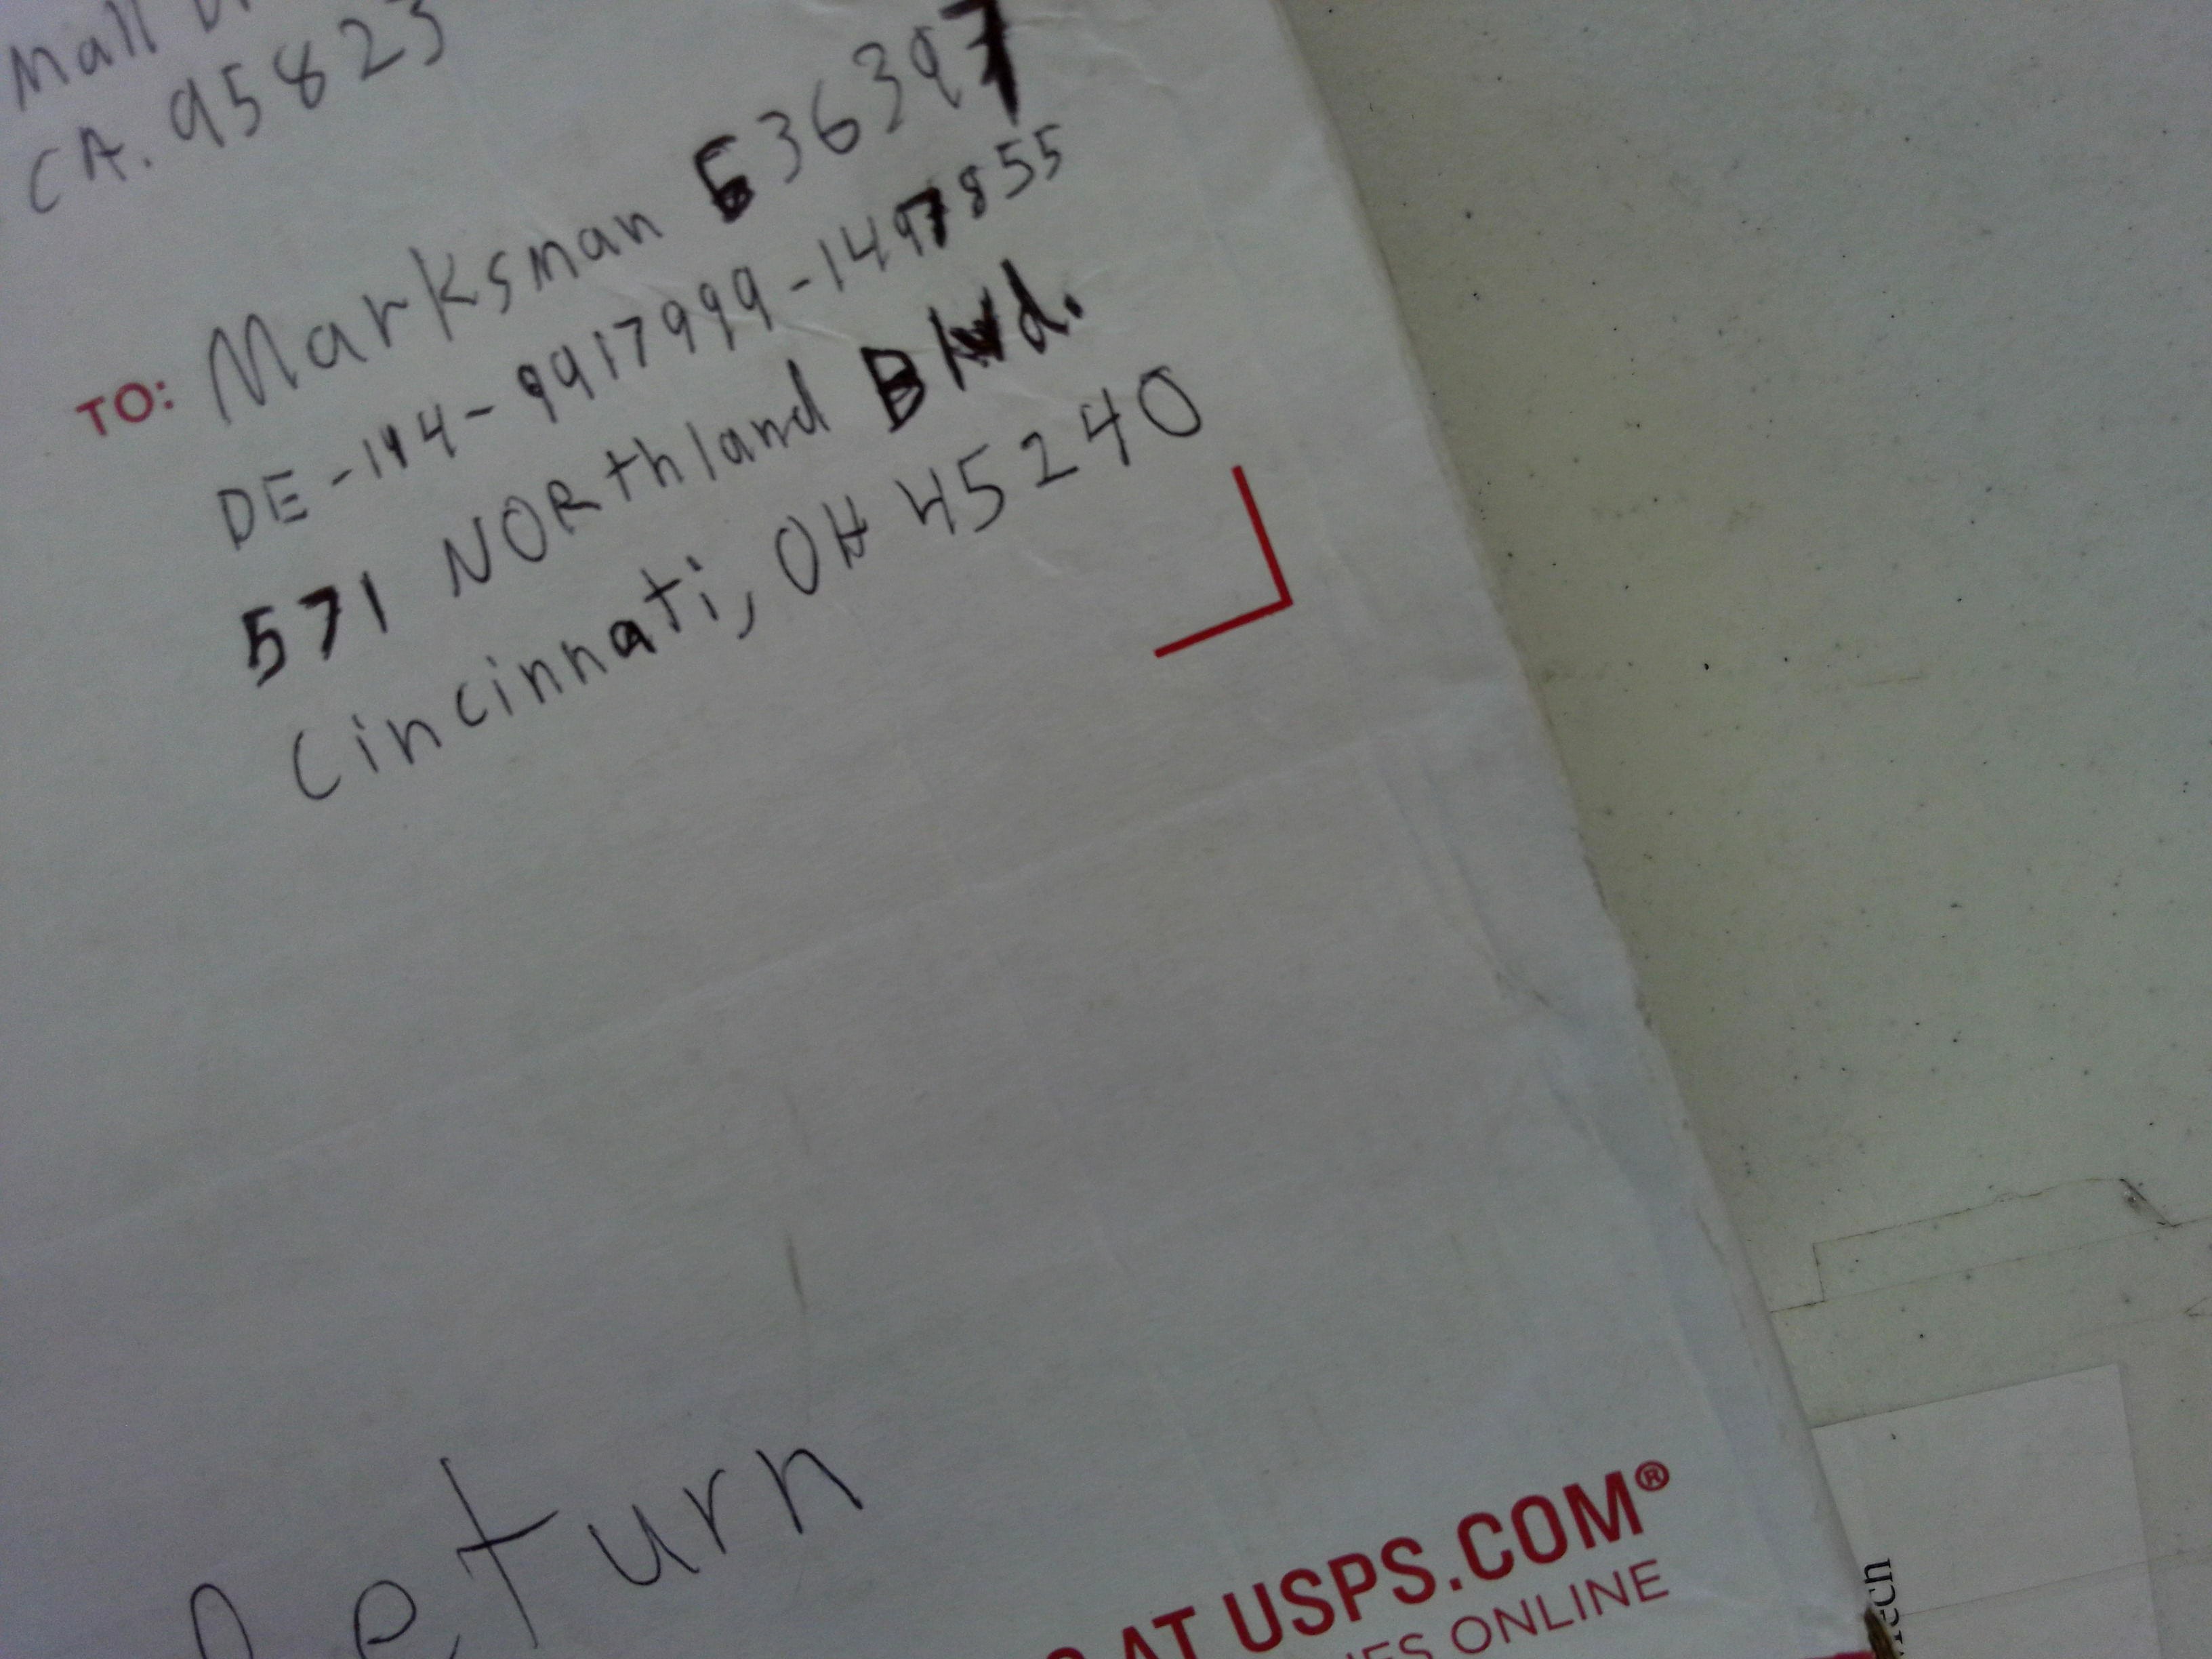 Mall
CA. 95823
TO: Marksman 636397
DE-144-9917999-1497855
571 NORthland Blvd.
Cincinnati, OH 45240
Return
AT USPS.COM®
ONLINE